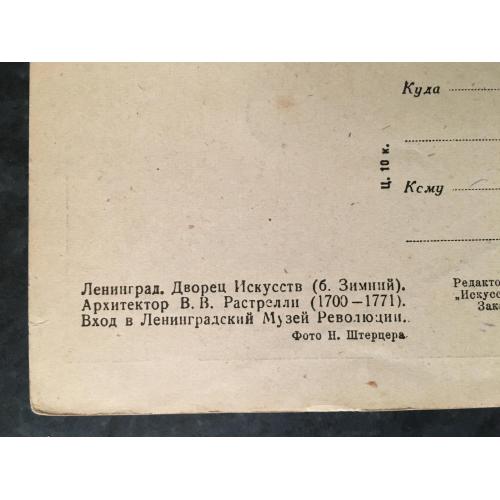 Куда
Ц. 10 к.
Кому
Ленинград. Дворец Искусств (б. Зимний).
Архитектор В. В. Растрелли (1700—1771).
Вход в Ленинградский Музей Революции.
Фото Н. Штерцера
Редакто
„Искусс
Зака